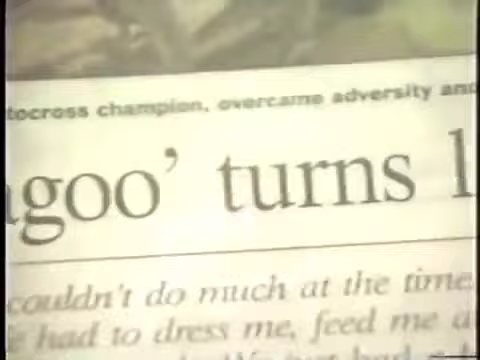 tocross champion, overcame adversity and
agoo' turns l
couldn't do much at the time
had to dress me, feed me a